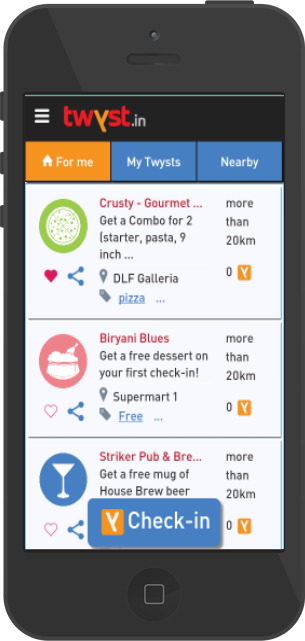 twyst.in
For me
My Twysts
Nearby
Crusty - Gourmet ...
more
than
20km
Get a Combo for 2
(starter, pasta, 9
inch ...
DLF Galleria
0
pizza ...
Biryani Blues
more
than
20km
Get a free dessert on
your first check-in!
Supermart 1
0
Free ...
Striker Pub & Bre...
more
than
20km
Get a free mug of
House Brew beer
0
Check-in